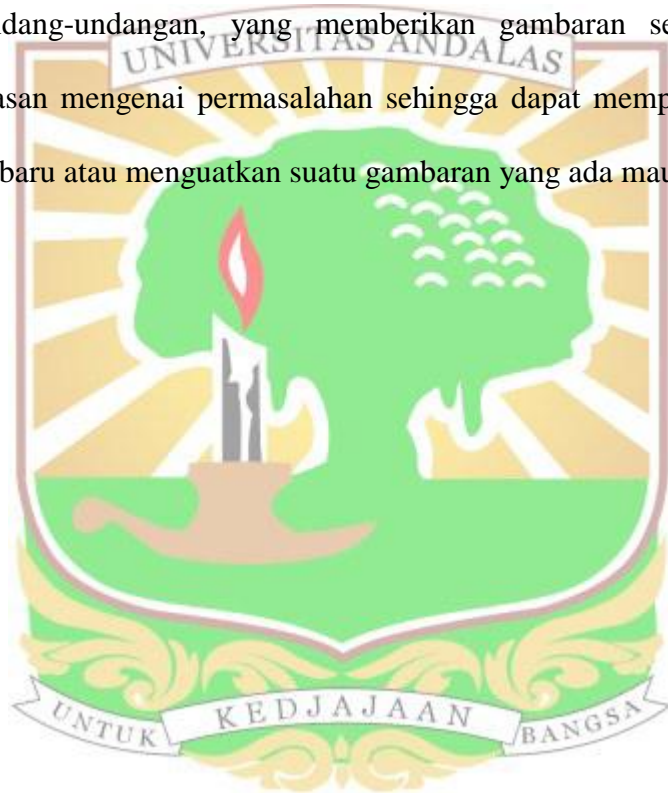 dang-undangan, yang memberikan gambaran se
UNIVERSITAS ANDALAS
asan mengenai permasalahan sehingga dapat memp
baru atau menguatkan suatu gambaran yang ada mau
UNTUK KEDJAJAAN BANGSA